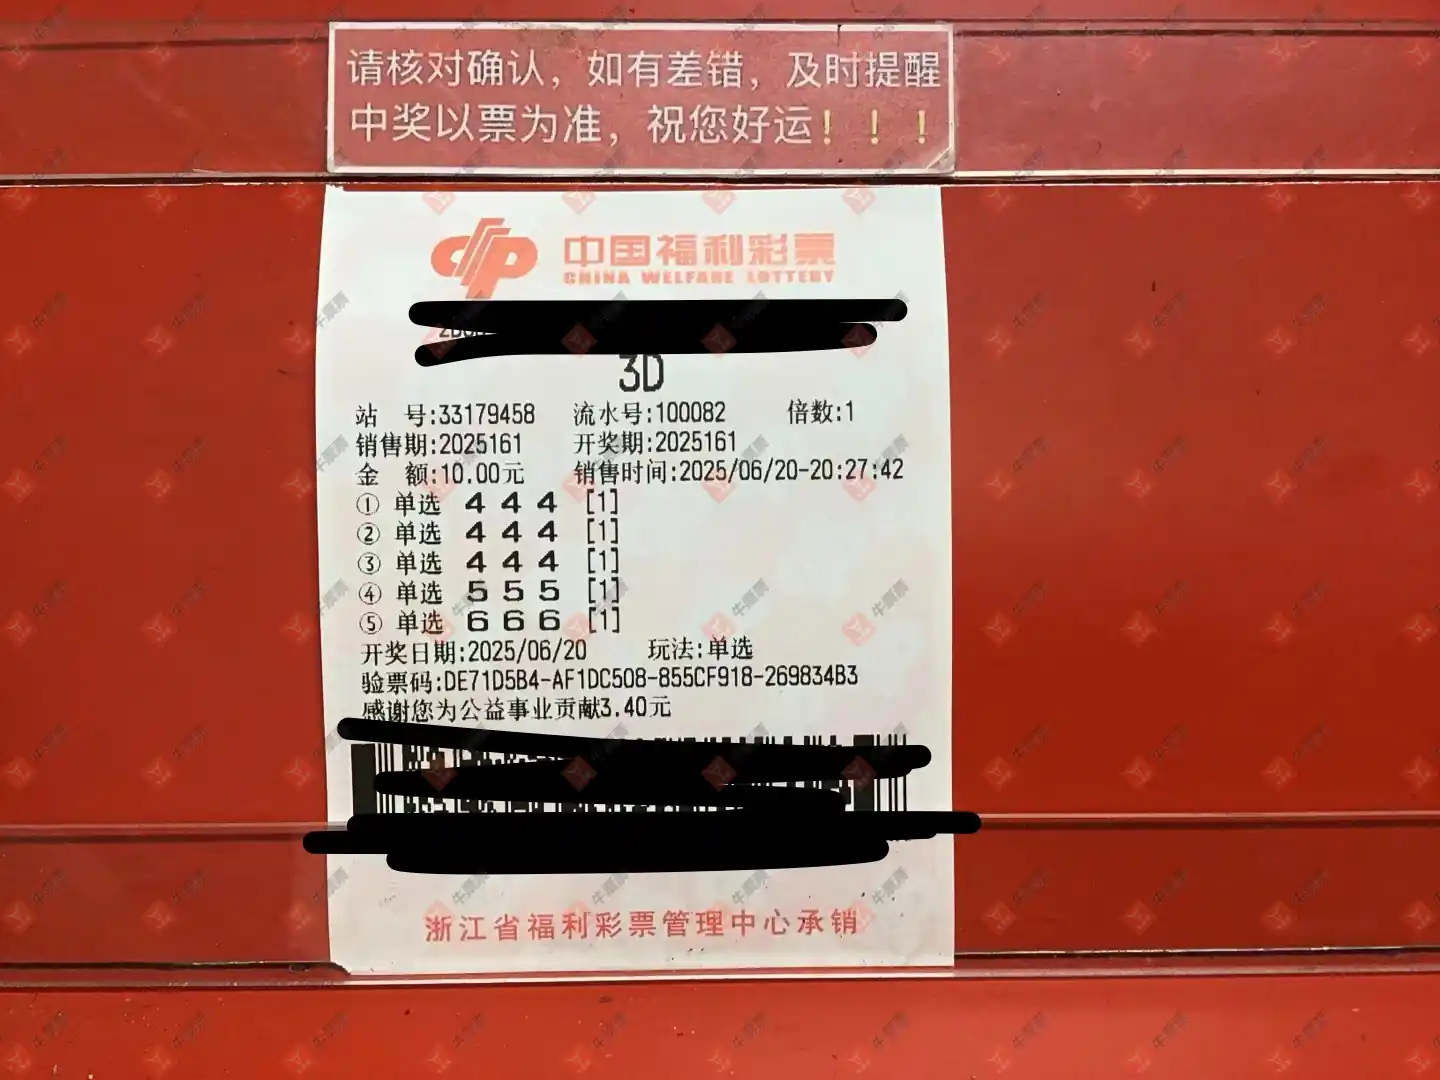 请核对确认，如有差错，及时提醒
中奖以票为准，祝您好运！！！
中国福利彩票
CHINA WELFARE LOTTERY
3D
站 号:33179458 流水号:100082 倍数:1
销售期:2025161 开奖期:2025161
金 额:10.00元 销售时间:2025/06/20-20:27:42
① 单选 4 4 4 [1]
② 单选 4 4 4 [1]
③ 单选 4 4 4 [1]
④ 单选 5 5 5 [1]
⑤ 单选 6 6 6 [1]
开奖日期:2025/06/20 玩法:单选
验票码:DE71D5B4-AF1DC508-855CF918-269834B3
感谢您为公益事业贡献3.40元
浙江省福利彩票管理中心承销
牛票票